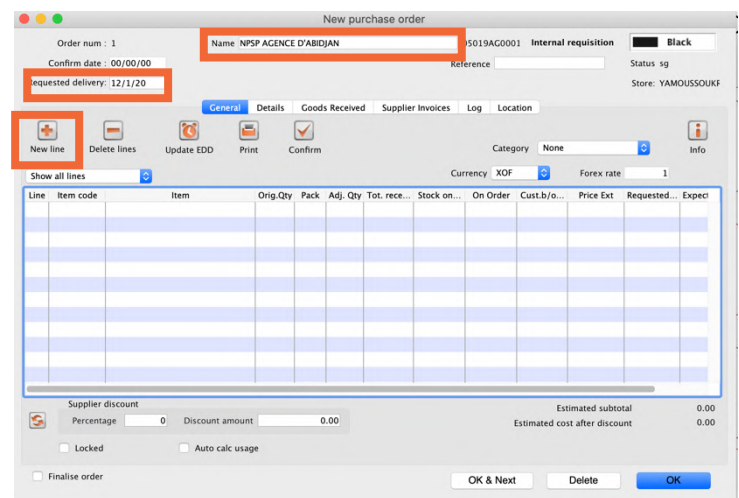 New purchase order
Order num : 1 Name NPSP AGENCE D'ABIDJAN 05019AG0001 Internal requisition Black
Confirm date : 00/00/00 Reference Status sg
Requested delivery: 12/1/20 Store: YAMOUSSOUKR
General Details Goods Received Supplier Invoices Log Location
New line Delete lines Update EDD Print Confirm Category None Info
Show all lines Currency XOF Forex rate 1
Line Item code Item Orig.Qty Pack Adj. Qty Tot. rece... Stock on... On Order Cust.b/o... Price Ext Requested... Expect
Supplier discount Estimated subtotal 0.00
Percentage 0 Discount amount 0.00 Estimated cost after discount 0.00
Locked Auto calc usage
Finalise order OK & Next Delete OK